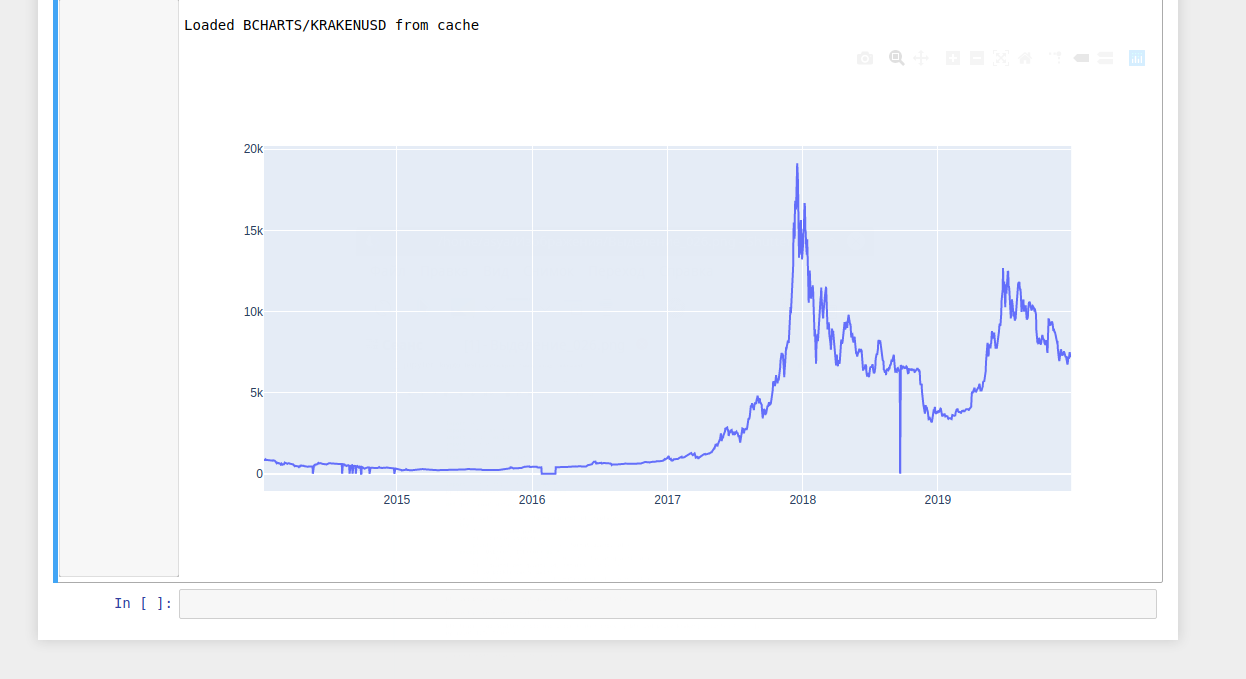 Loaded BCHARTS/KRAKENUSD from cache
20k
15k
10k
5k
0
2015 2016 2017 2018 2019
In [ ]: